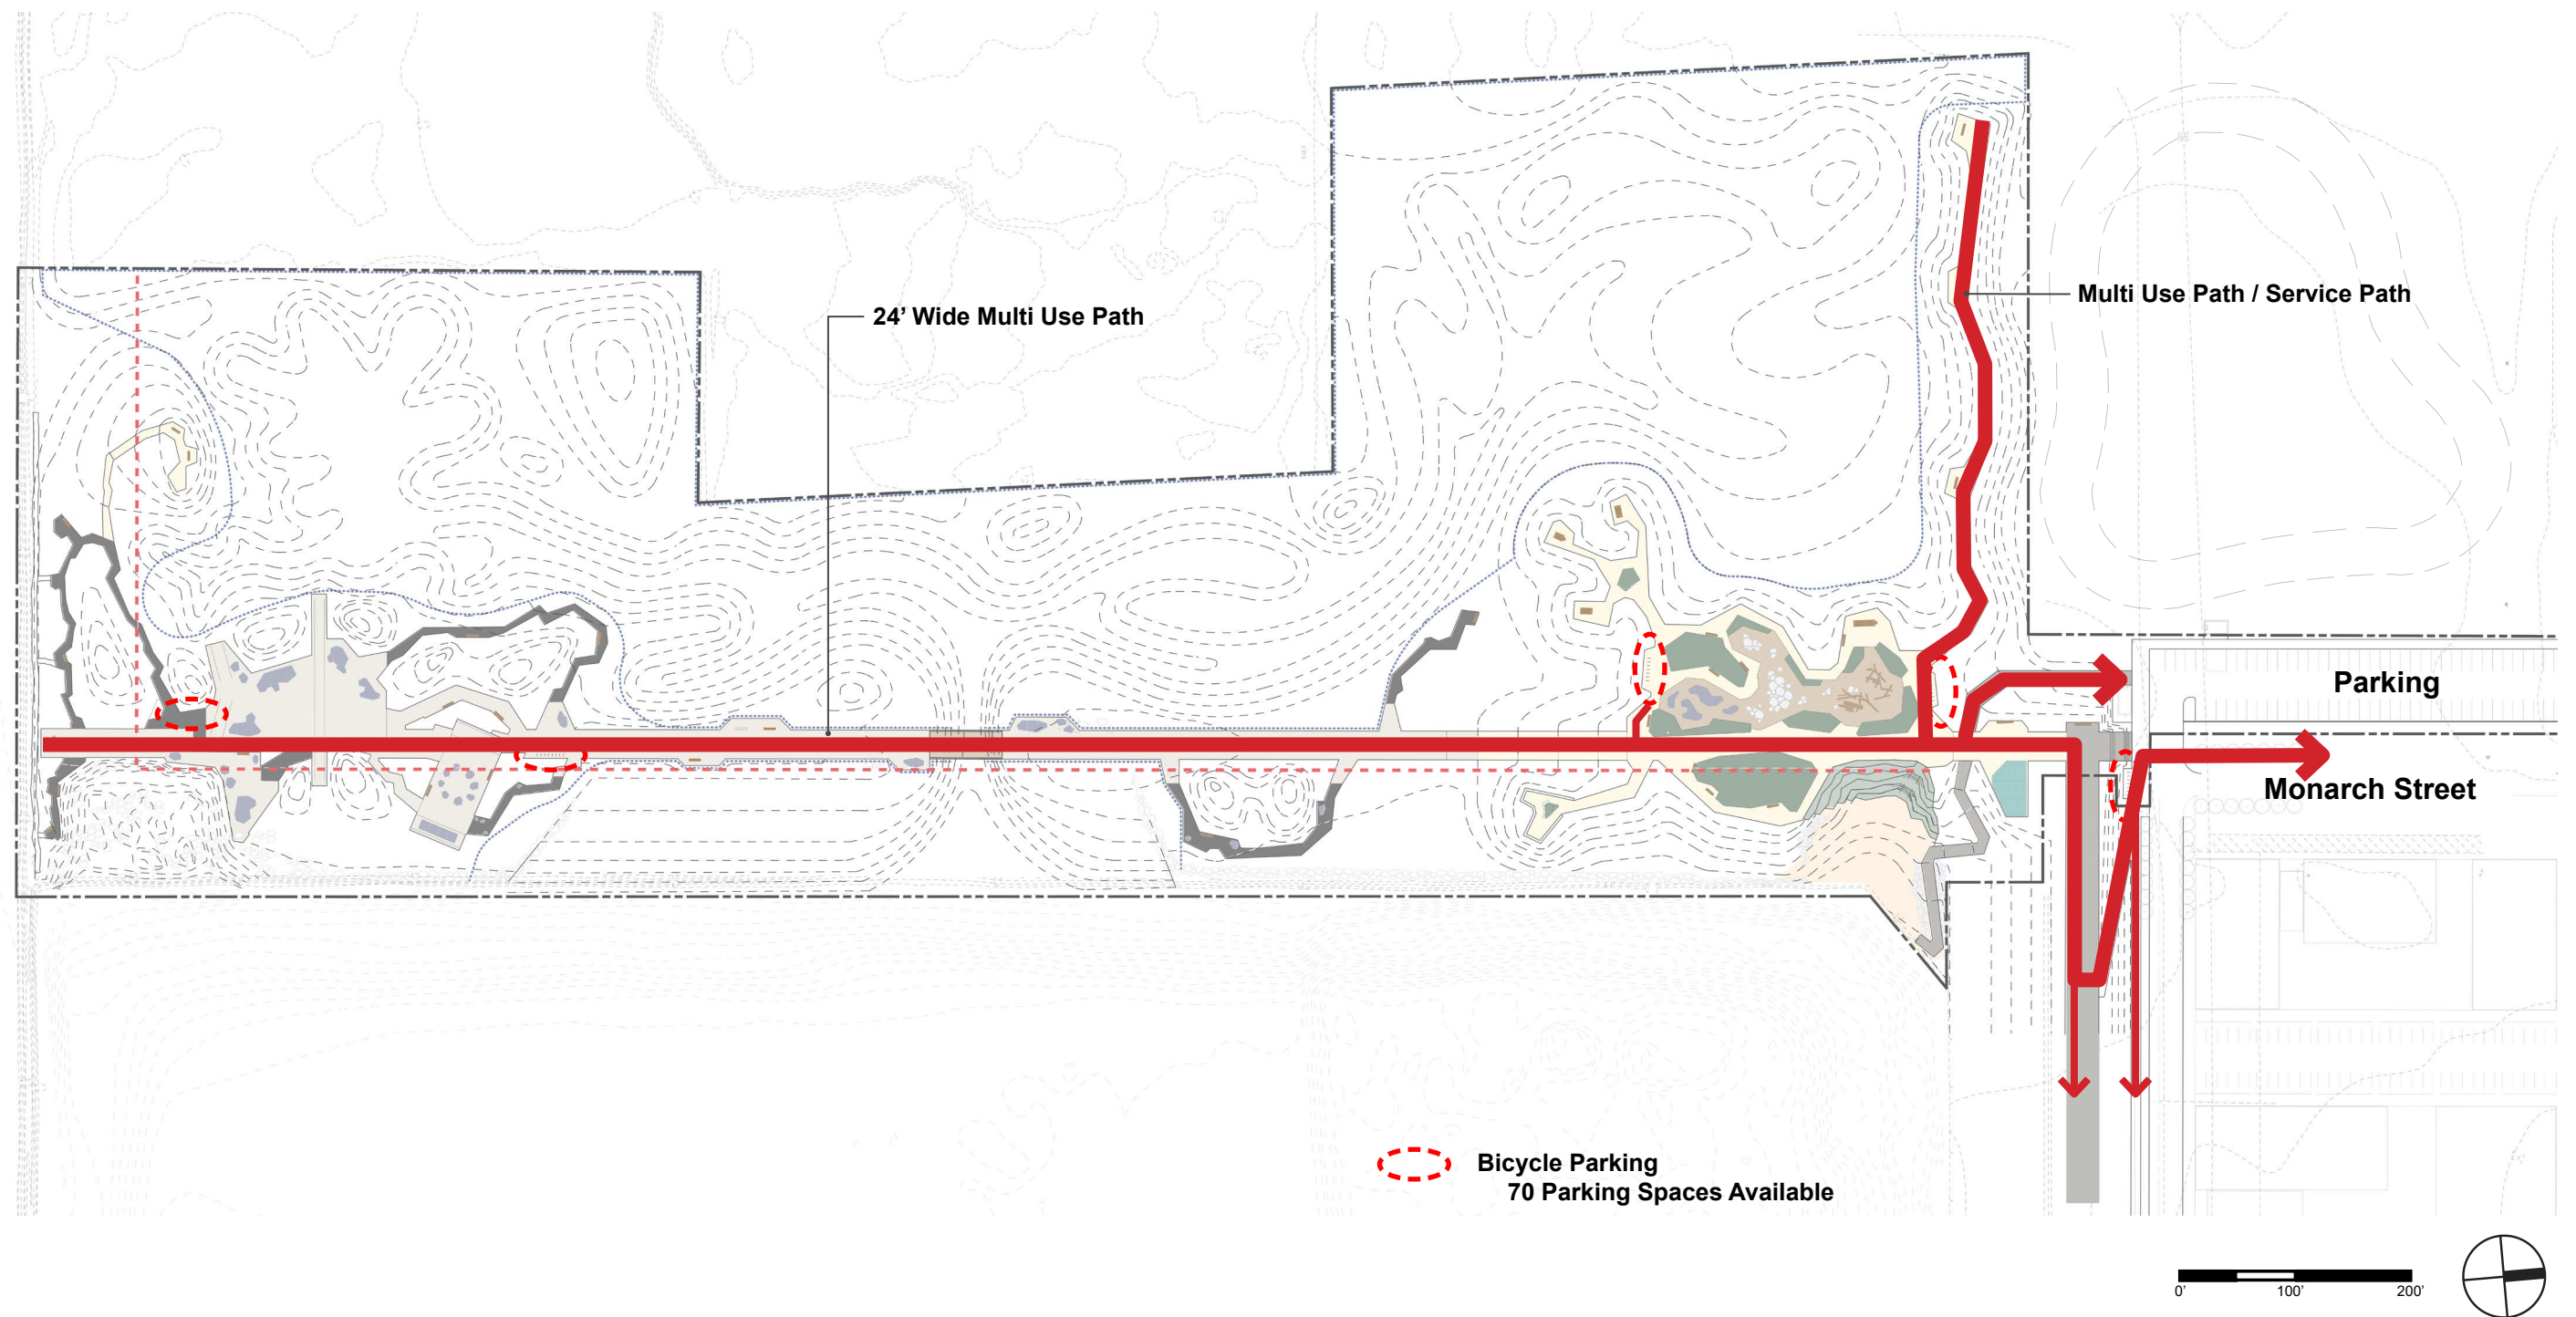 24’ Wide Multi Use Path
Multi Use Path / Service Path
Parking
Monarch Street
Bicycle Parking
70 Parking Spaces Available
0’ 100’ 200’